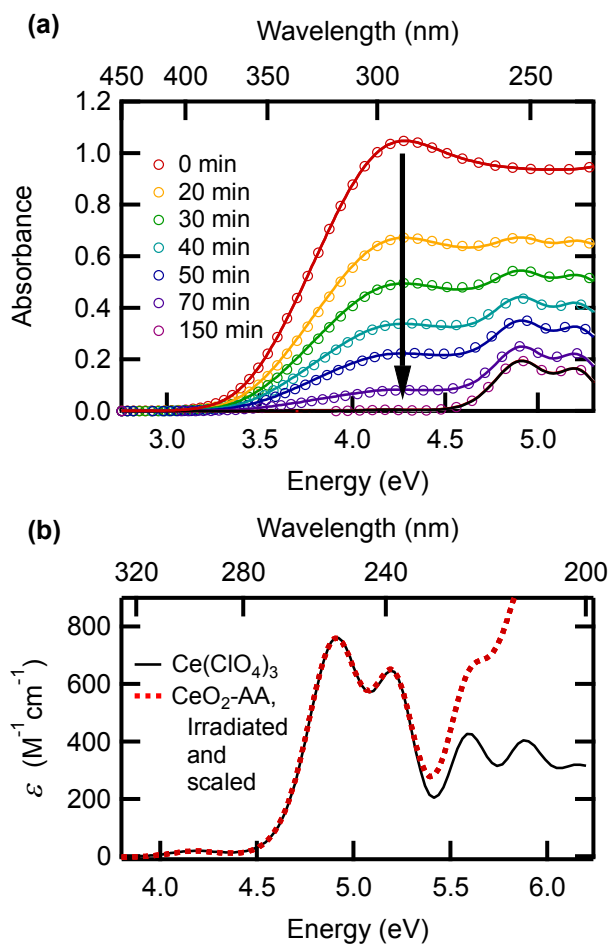 (a)
Wavelength (nm)
450 400 350 300 250
1.2
1.0
0.8
0.6
0.4
0.2
0.0
Absorbance
0 min
20 min
30 min
40 min
50 min
70 min
150 min
3.0 3.5 4.0 4.5 5.0
Energy (eV)
(b)
Wavelength (nm)
320 280 240 200
800
600
400
200
0
ε (M⁻¹cm⁻¹)
Ce(ClO₄)₃
CeO₂-AA,
Irradiated
and
scaled
4.0 4.5 5.0 5.5 6.0
Energy (eV)